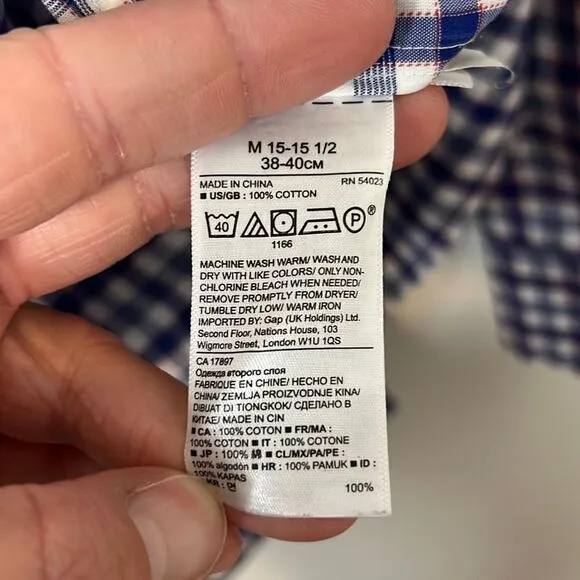 M 15-15 1/2
38-40CM
MADE IN CHINA RN 54023
■ US/GB : 100% COTTON
40 P ®
1166
MACHINE WASH WARM/ WASH AND
DRY WITH LIKE COLORS/ ONLY NON-
CHLORINE BLEACH WHEN NEEDED/
REMOVE PROMPTLY FROM DRYER/
TUMBLE DRY LOW/ WARM IRON
IMPORTED BY: Gap (UK Holdings) Ltd.
Second Floor, Nations House, 103
Wigmore Street, London W1U 1QS
CA 17897
Одежда второго слоя
FABRIQUÉ EN CHINE/ HECHO EN
CHINA/ ZEMLJA PROIZVODNJE KINA/
DIBUAT DI TIONGKOK/ СДЕЛАНО В
КИТАЕ/ MADE IN CIN
■ CA : 100% COTTON ■ FR/MA :
100% COTON ■ IT : 100% COTONE
■ JP : 100% 綿 ■ CL/MX/PA/PE :
100% algodón ■ HR : 100% PAMUK ■ ID :
100% KAPAS
KR : 면 100%